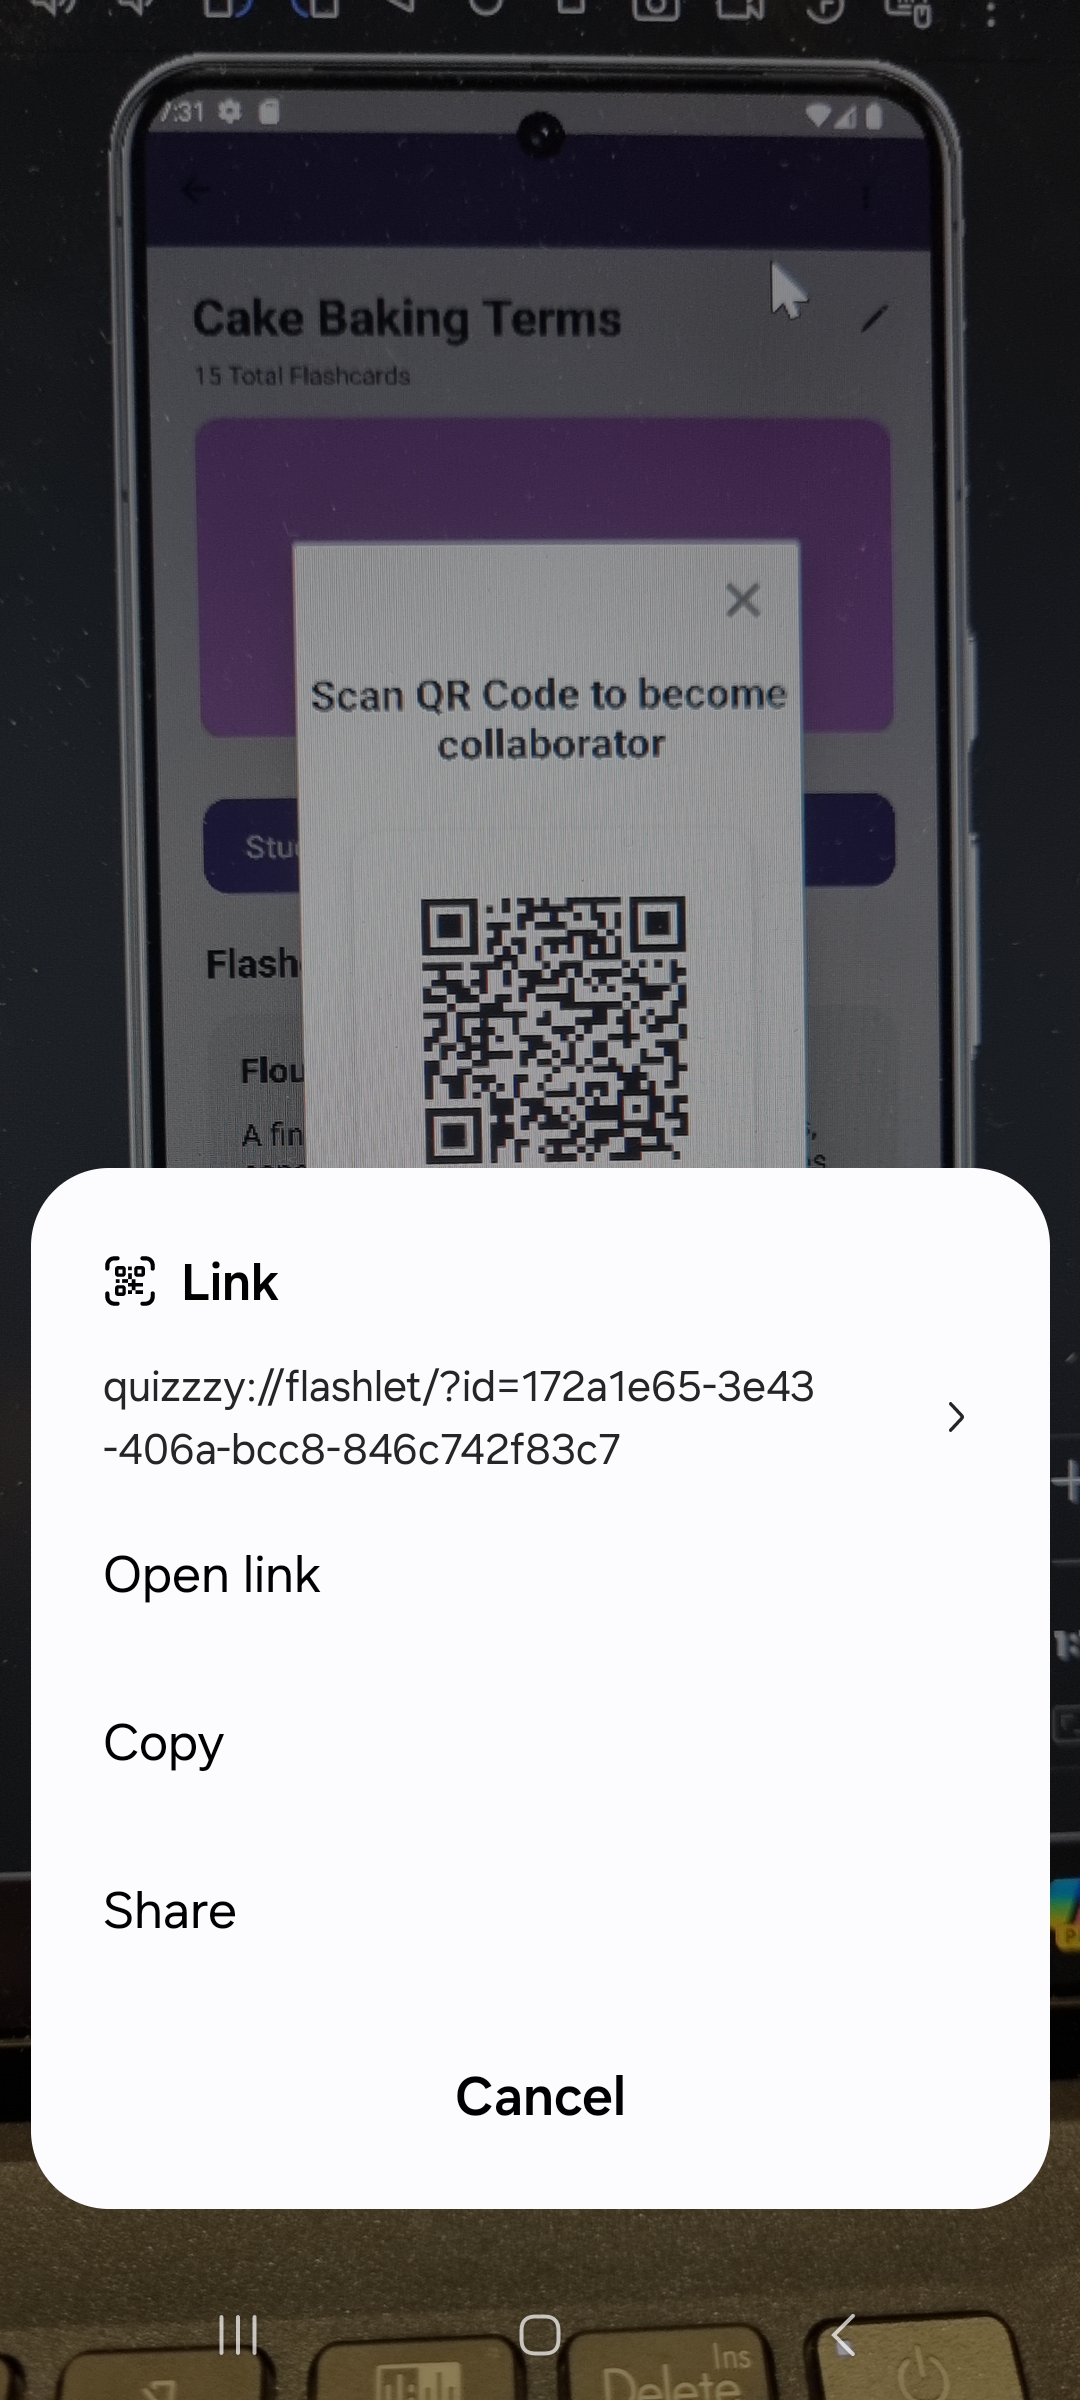 7:31
Cake Baking Terms
15 Total Flashcards
Scan QR Code to become
collaborator
Stu
Flash
Flou
A fin
Link
quizzzy://flashlet/?id=172a1e65-3e43
-406a-bcc8-846c742f83c7
Open link
Copy
Share
Cancel
Ins
Delete